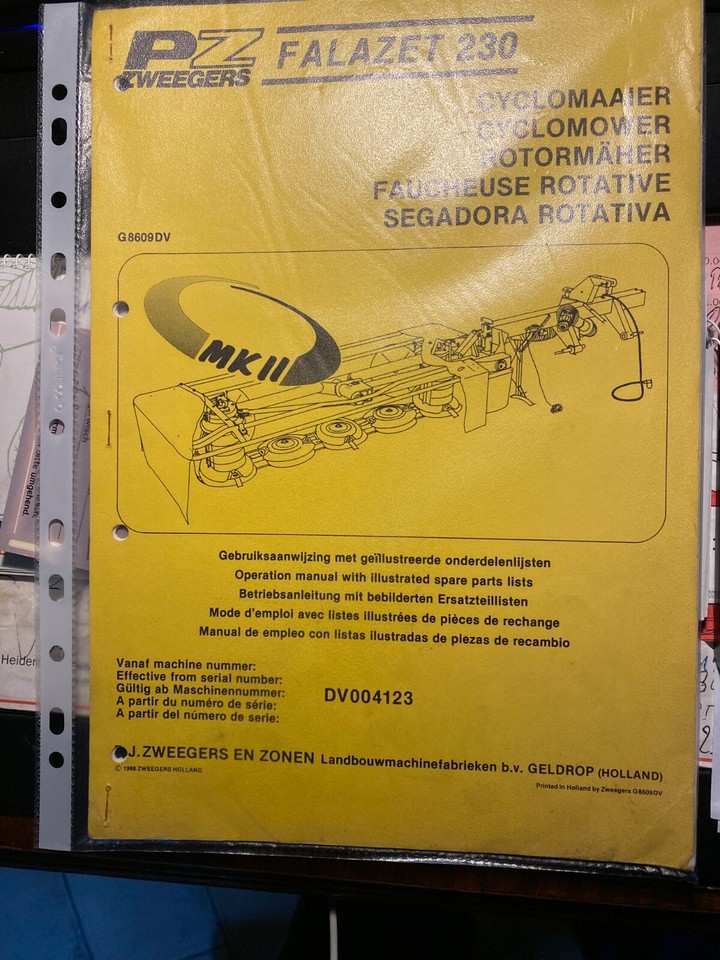 PZ
ZWEEGERS
FALAZET 230
CYCLOMAAIER
CYCLOMOWER
ROTORMÄHER
FAUCHEUSE ROTATIVE
SEGADORA ROTATIVA
G8609DV
MK II
Gebruiksaanwijzing met geïllustreerde onderdelenlijsten
Operation manual with illustrated spare parts lists
Betriebsanleitung mit bebilderten Ersatzteillisten
Mode d'emploi avec listes illustrées de pièces de rechange
Manual de empleo con listas ilustradas de piezas de recambio
Vanaf machine nummer:
Effective from serial number:
Gültig ab Maschinennummer:
A partir du numéro de série:
A partir del número de serie:
DV004123
J. ZWEEGERS EN ZONEN Landbouwmachinefabrieken b.v. GELDROP (HOLLAND)
© 1986 ZWEEGERS HOLLAND
Printed in Holland by Zweegers G8609DV
umgehend
Heider